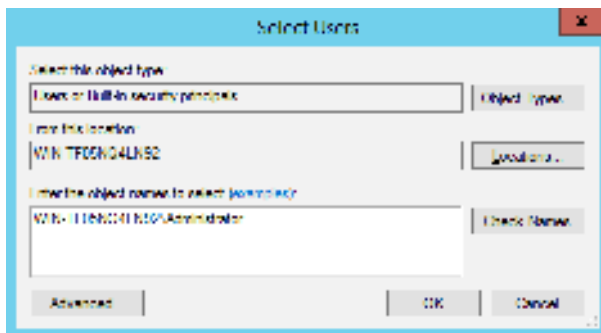 Select Users
Select this object type:
Users or Built-in security principals
Object Types...
From this location:
Locations...
Enter the object names to select (examples):
Administrator
Check Names
Advanced...
OK
Cancel